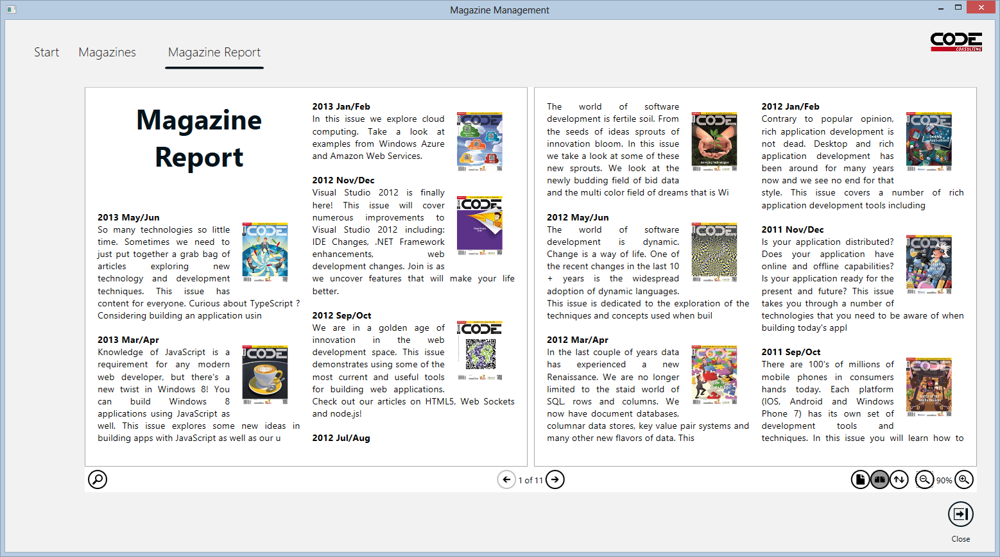 Magazine Management
Start
Magazines
Magazine Report
CODE
CONSULTING
Magazine
Report
2013 May/Jun
So many technologies so little
time. Sometimes we need to
just put together a grab bag of
articles exploring new
technology and development
techniques. This issue has
content for everyone. Curious about TypeScript ?
Considering building an application usin
CODE
2013 Mar/Apr
Knowledge of JavaScript is a
requirement for any modern
web developer, but there's a
new twist in Windows 8! You
can build Windows 8
applications using JavaScript as
well. This issue explores some new ideas in
building apps with JavaScript as well as our u
CODE
2013 Jan/Feb
In this issue we explore cloud
computing. Take a look at
examples from Windows Azure
and Amazon Web Services.
CODE
2012 Nov/Dec
Visual Studio 2012 is finally
here! This issue will cover
numerous improvements to
Visual Studio 2012 including:
IDE Changes, .NET Framework
enhancements, web
development changes. Join is as
we uncover features that will make your life
better.
CODE
2012 Sep/Oct
We are in a golden age of
innovation in the web
development space. This issue
demonstrates using some of the
most current and useful tools
for building web applications.
Check out our articles on HTML5, Web Sockets
and node.js!
CODE
2012 Jul/Aug
The world of software
development is fertile soil. From
the seeds of ideas sprouts of
innovation bloom. In this issue
we take a look at some of these
new sprouts. We look at the
newly budding field of bid data
and the multi color field of dreams that is Wi
CODE
Emerging Technologies
2012 May/Jun
The world of software
development is dynamic.
Change is a way of life. One of
the recent changes in the last 10
+ years is the widespread
adoption of dynamic languages.
This issue is dedicated to the exploration of the
techniques and concepts used when buil
CODE
2012 Mar/Apr
In the last couple of years data
has experienced a new
Renaissance. We are no longer
limited to the staid world of
SQL, rows and columns. We
now have document databases,
columnar data stores, key value pair systems and
many other new flavors of data. This
CODE
2012 Jan/Feb
Contrary to popular opinion,
rich application development is
not dead. Desktop and rich
application development has
been around for many years
now and we see no end for that
style. This issue covers a number of rich
application development tools including
CODE
Desktop
Applications
2011 Nov/Dec
Is your application distributed?
Does your application have
online and offline capabilities?
Is your application ready for the
present and future? This issue
takes you through a number of
technologies that you need to be aware of when
building today's appl
CODE
2011 Sep/Oct
There are 100's of millions of
mobile phones in consumers
hands today. Each platform
(IOS, Android and Windows
Phone 7) has its own set of
development tools and
techniques. In this issue you will learn how to
CODE
Battle of the
Mobile Devices
1 of 11
90%
Close